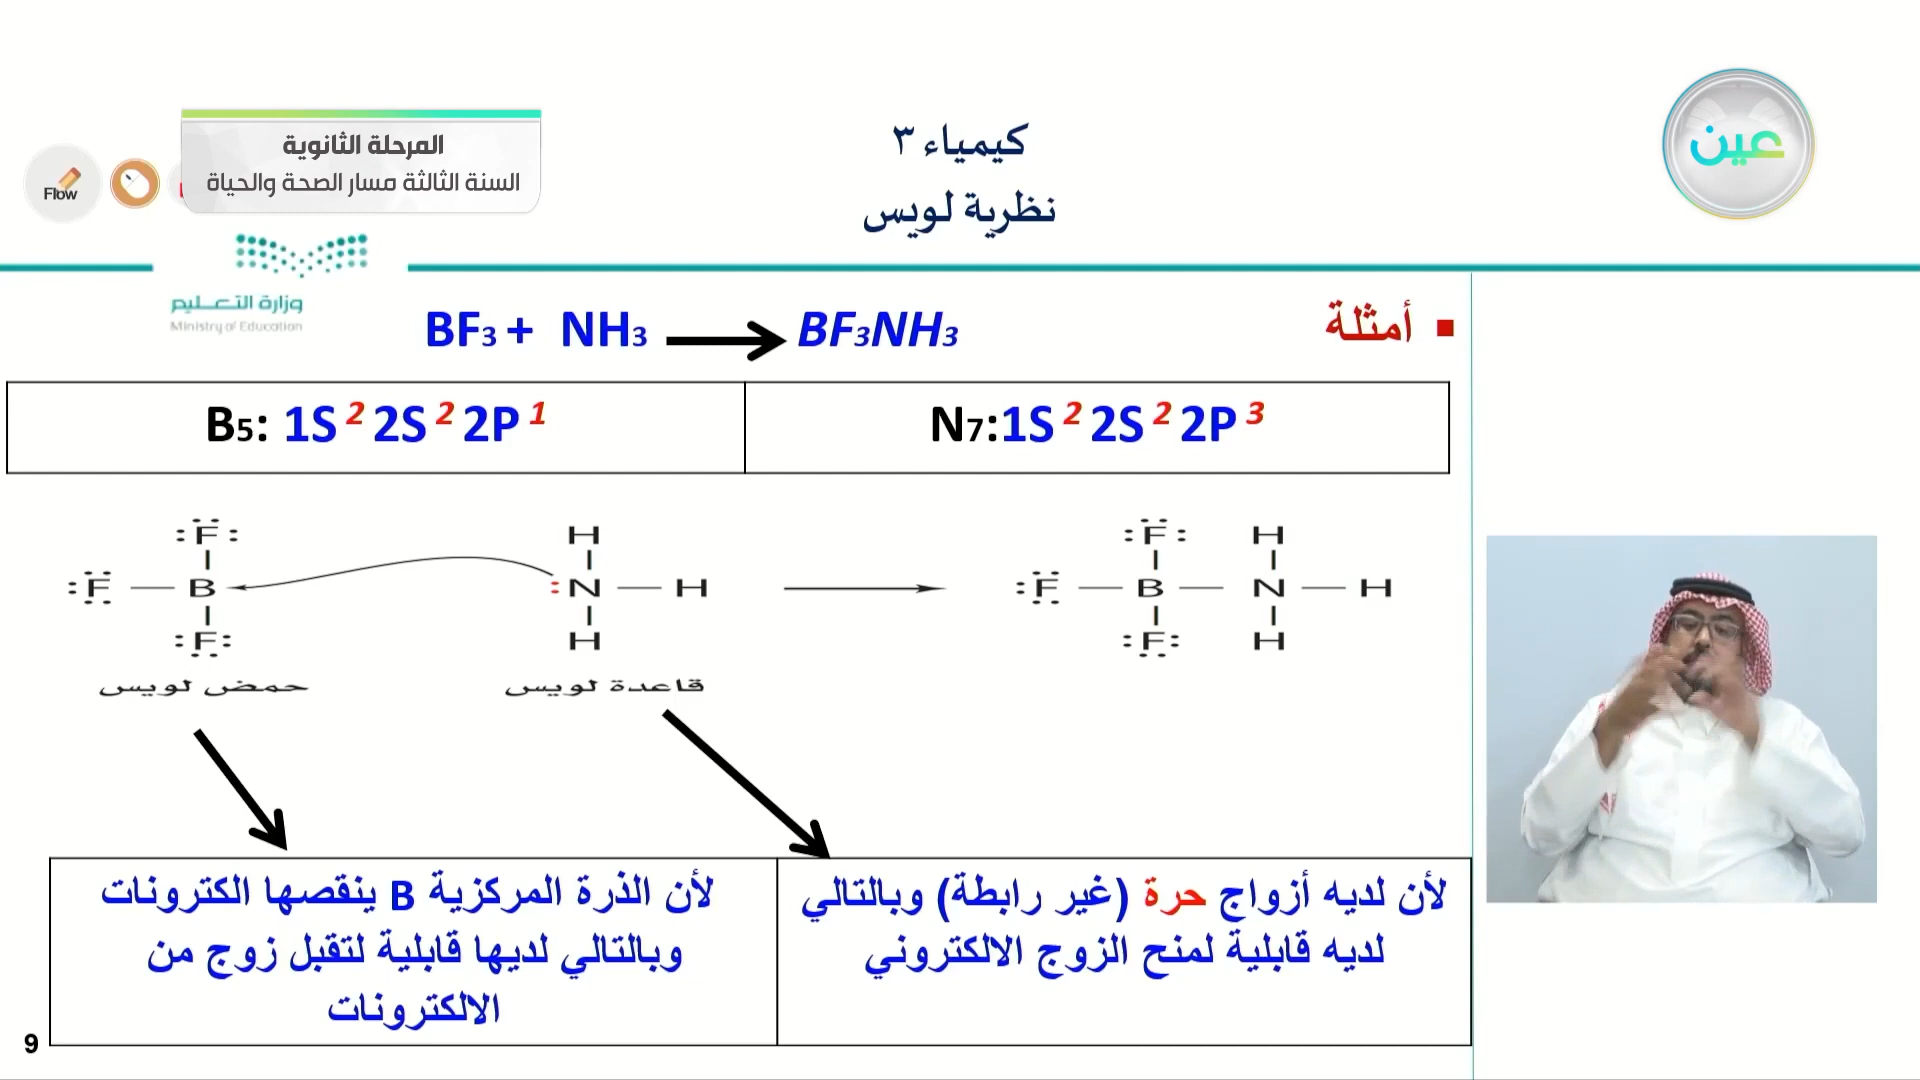 المرحلة الثانوية
السنة الثالثة مسار الصحة والحياة
كيمياء ٣
نظرية لويس
عين
Flow
وزارة التعليم
Ministry of Education
أمثلة
BF₃ + NH₃ → BF₃NH₃
B₅: 1S² 2S² 2P¹
N₇:1S² 2S² 2P³
:F: H :F: H
:F — B :N — H → :F — B — N — H
:F: H :F: H
حمض لويس
قاعدة لويس
لأن لديه أزواج حرة (غير رابطة) وبالتالي
لديه قابلية لمنح الزوج الالكتروني
لأن الذرة المركزية B ينقصها الكترونات
وبالتالي لديها قابلية لتقبل زوج من
الالكترونات
9